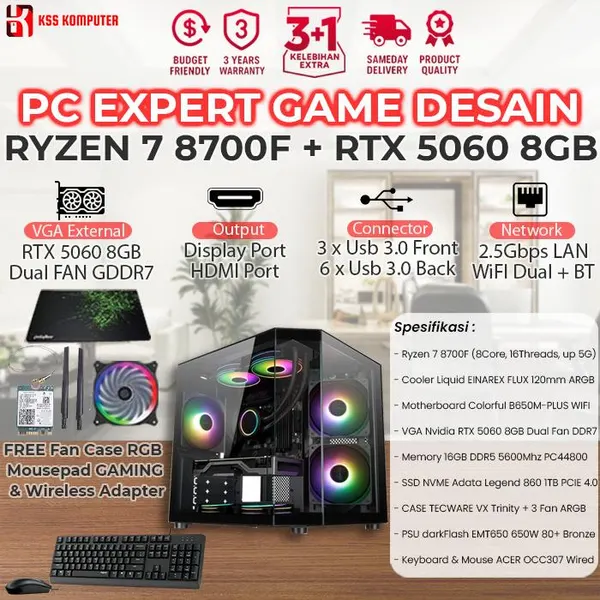 KSS KOMPUTER
$
BUDGET
FRIENDLY
3
3 YEARS
WARRANTY
3+1
KELEBIHAN
EXTRA
SAMEDAY
DELIVERY
PRODUCT
QUALITY
PC EXPERT GAME DESAIN
RYZEN 7 8700F + RTX 5060 8GB
VGA External
RTX 5060 8GB
Dual FAN GDDR7
Output
Display Port
HDMI Port
Connector
3 x Usb 3.0 Front
6 x Usb 3.0 Back
Network
2.5Gbps LAN
WiFI Dual + BT
FREE Fan Case RGB
Mousepad GAMING
& Wireless Adapter
Spesifikasi :
- Ryzen 7 8700F (8Core, 16Threads, up 5G)
- Cooler Liquid EINAREX FLUX 120mm ARGB
- Motherboard Colorful B650M-PLUS WIFI
- VGA Nvidia RTX 5060 8GB Dual Fan DDR7
- Memory 16GB DDR5 5600Mhz PC44800
- SSD NVME Adata Legend 860 1TB PCIE 4.0
- CASE TECWARE VX Trinity + 3 Fan ARGB
- PSU darkFlash EMT650 650W 80+ Bronze
- Keyboard & Mouse ACER OCC307 Wired